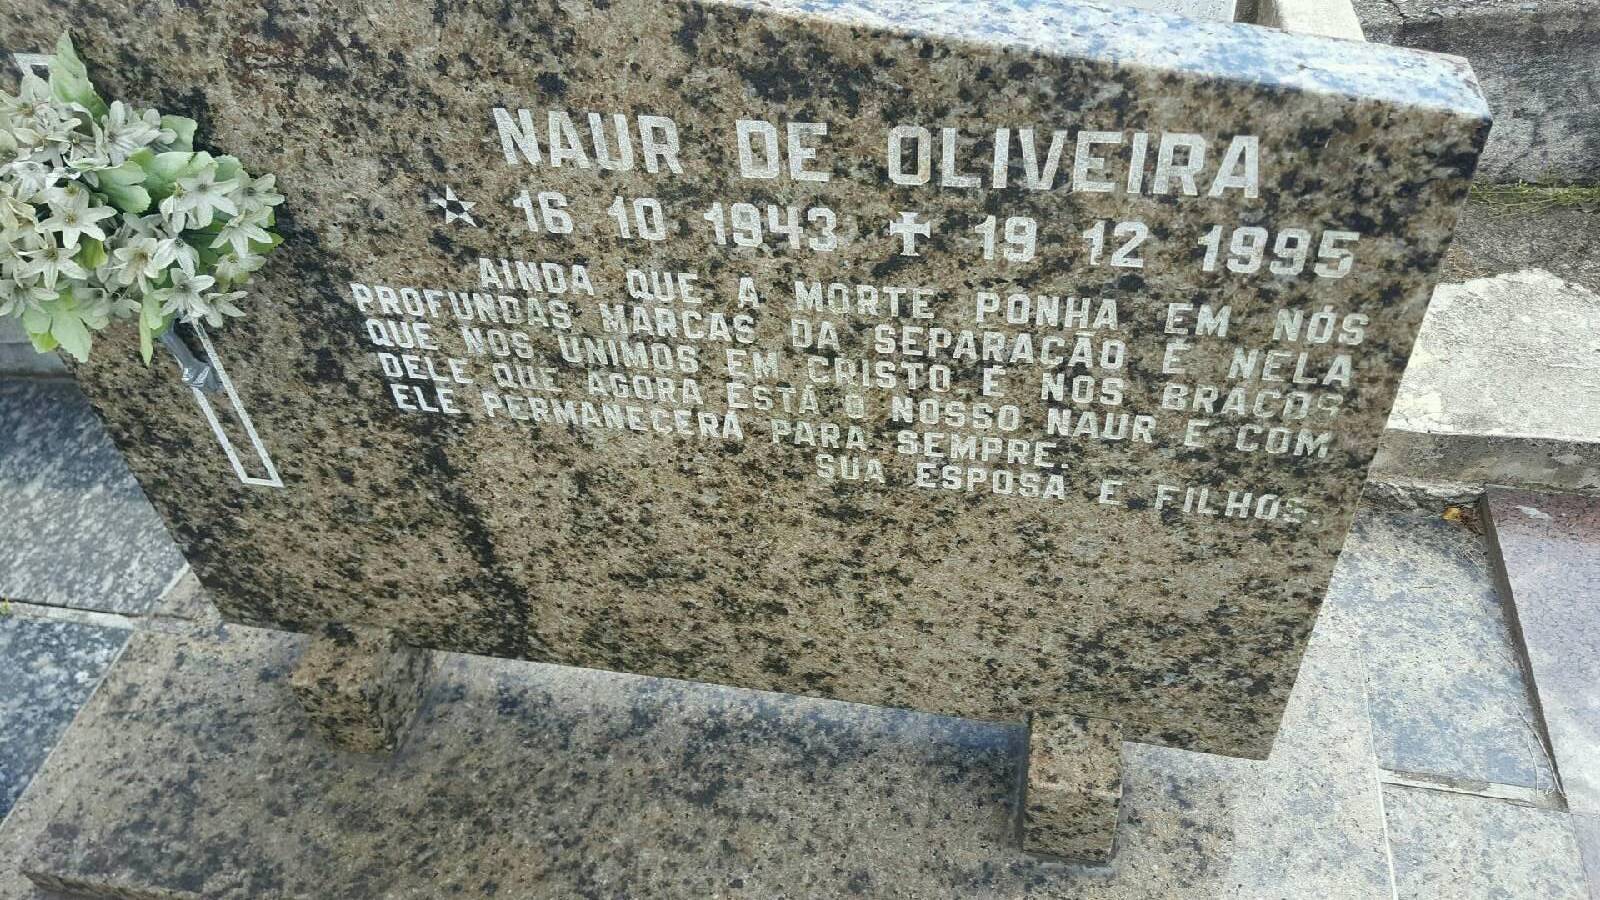 NAUR DE OLIVEIRA
16 10 1943 ✝ 19 12 1995
AINDA QUE A MORTE PONHA EM NÓS
PROFUNDAS MARCAS DA SEPARAÇÃO É NELA
QUE NOS UNIMOS EM CRISTO. É NOS BRAÇOS
DELE QUE AGORA ESTÁ O NOSSO NAUR E COM
ELE PERMANECERÁ PARA SEMPRE.
SUA ESPOSA E FILHOS.